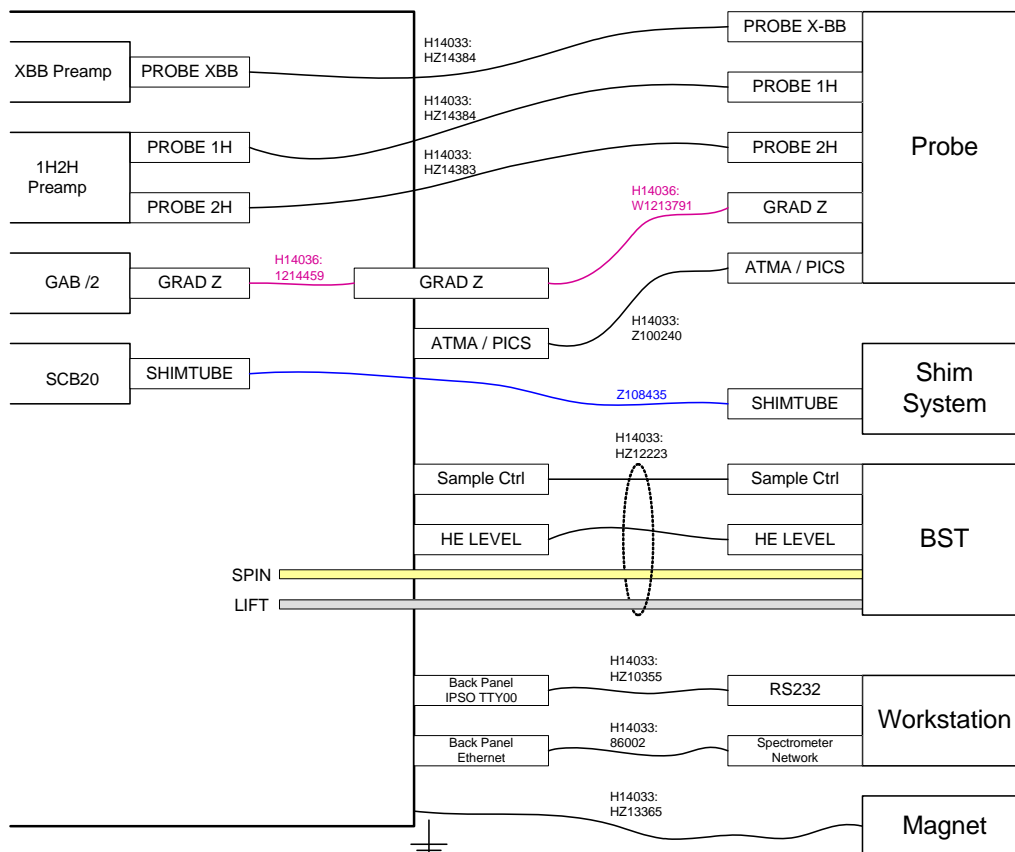 PROBE X-BB
H14033:
HZ14384
XBB Preamp
PROBE XBB
H14033:
HZ14384
PROBE 1H
1H2H
Preamp
PROBE 1H
PROBE 2H
H14033:
HZ14383
PROBE 2H
Probe
H14036:
W1213791
GRAD Z
H14036:
1214459
GAB /2
GRAD Z
GRAD Z
ATMA / PICS
ATMA / PICS
H14033:
Z100240
SCB20
SHIMTUBE
Z108435
SHIMTUBE
Shim
System
H14033:
HZ12223
Sample Ctrl
Sample Ctrl
HE LEVEL
HE LEVEL
BST
SPIN
LIFT
H14033:
HZ10355
Back Panel
IPSO TTY00
RS232
Workstation
H14033:
86002
Back Panel
Ethernet
Spectrometer
Network
H14033:
HZ13365
Magnet